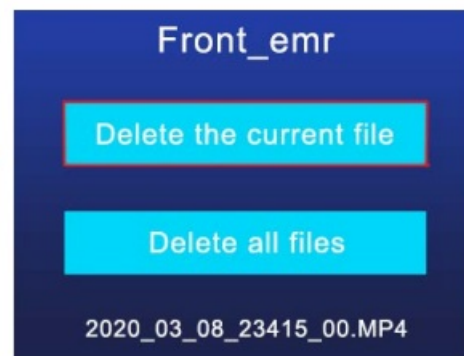 Front_emr
Delete the current file
Delete all files
2020_03_08_23415_00.MP4